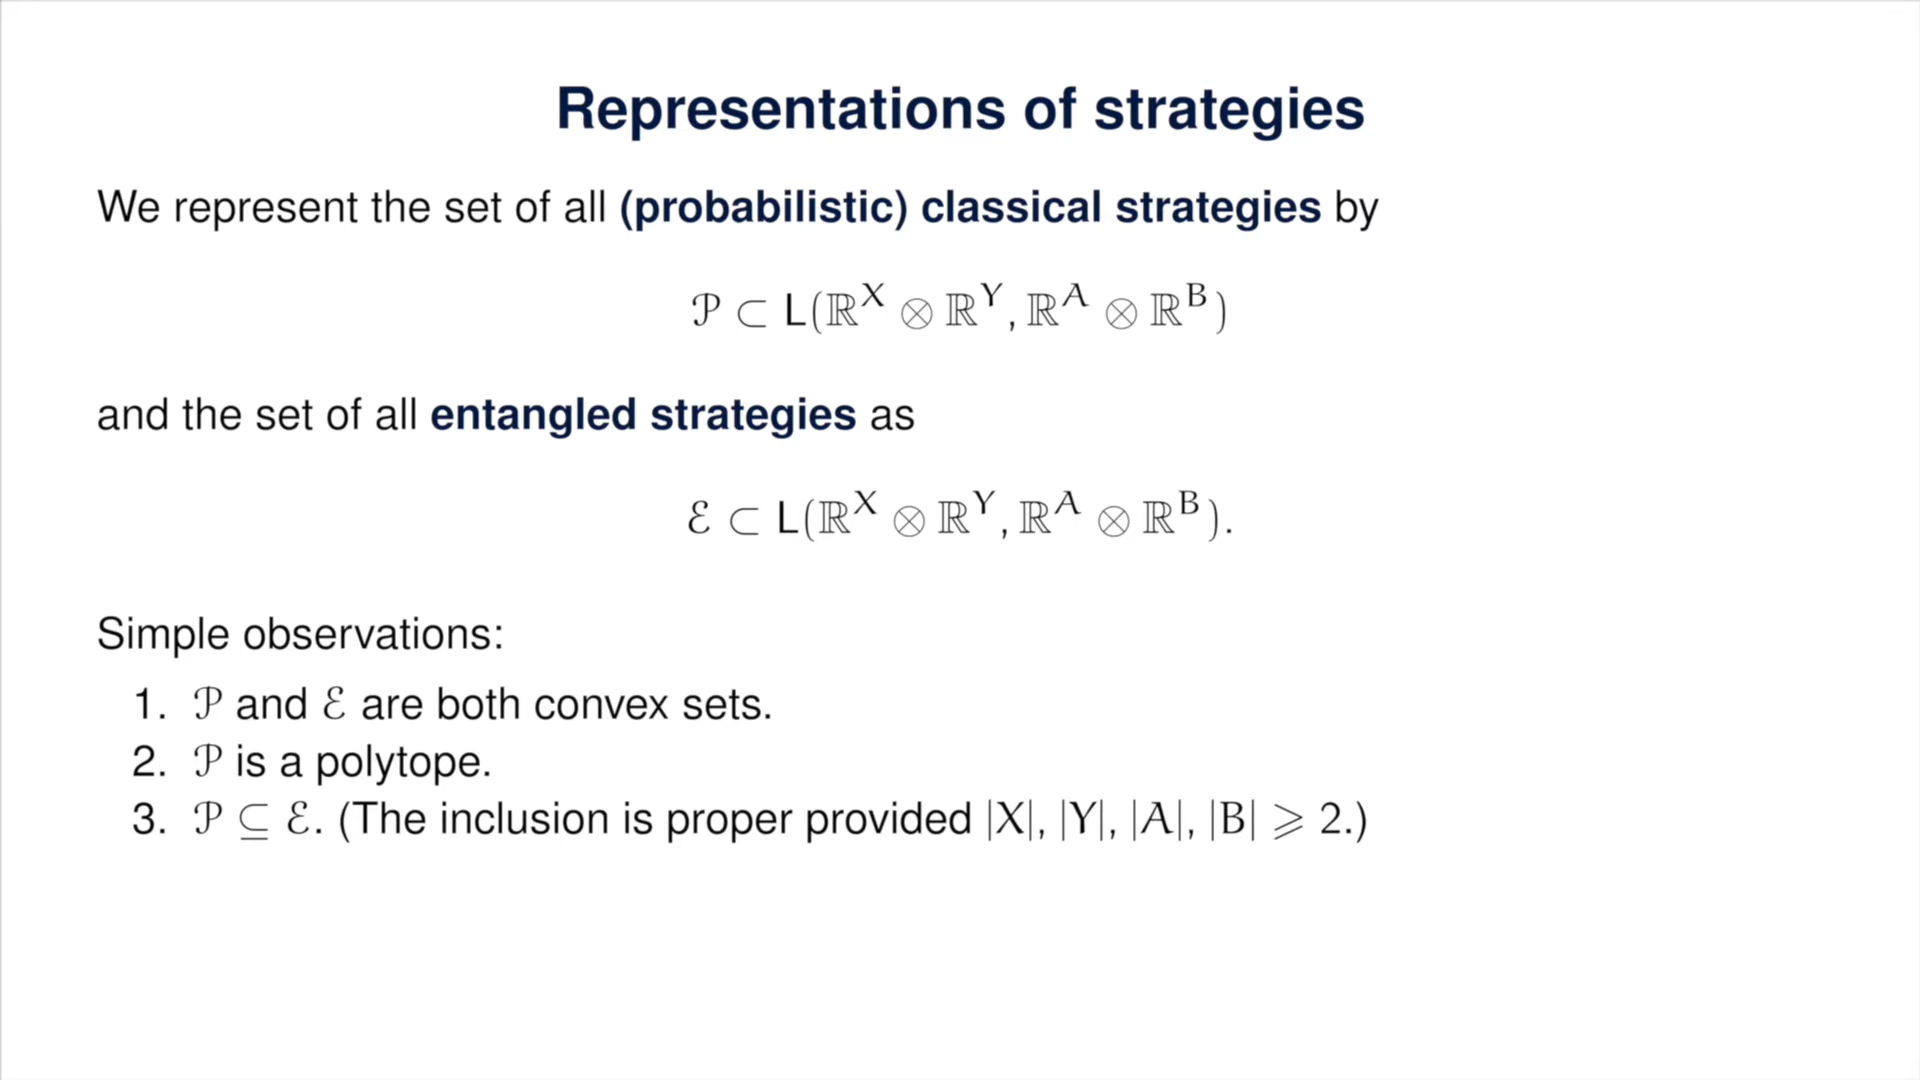 Representations of strategies
We represent the set of all (probabilistic) classical strategies by
𝒫 ⊂ L(ℝ^X ⊗ ℝ^Y, ℝ^A ⊗ ℝ^B)
and the set of all entangled strategies as
ℰ ⊂ L(ℝ^X ⊗ ℝ^Y, ℝ^A ⊗ ℝ^B).
Simple observations:
1. 𝒫 and ℰ are both convex sets.
2. 𝒫 is a polytope.
3. 𝒫 ⊆ ℰ. (The inclusion is proper provided |X|, |Y|, |A|, |B| ⩾ 2.)